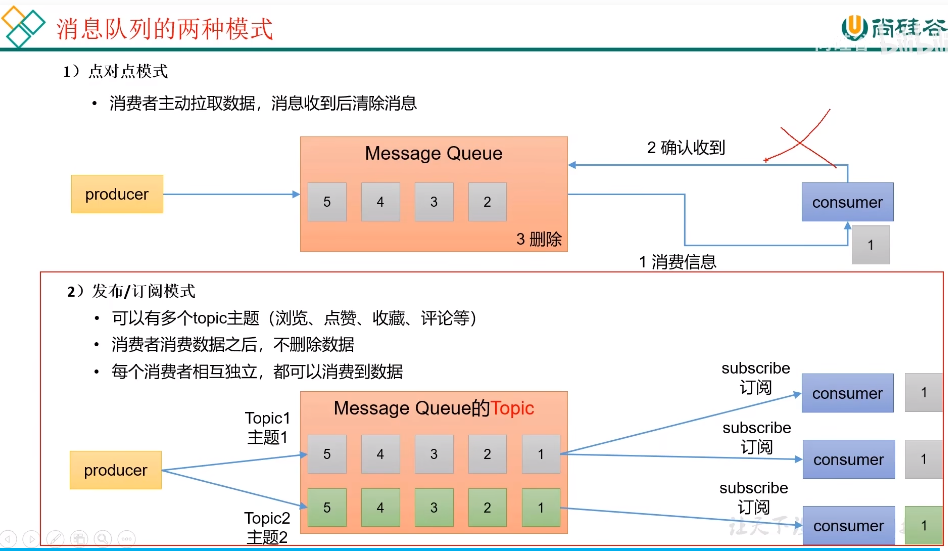 消息队列的两种模式
尚硅谷
1）点对点模式
• 消费者主动拉取数据，消息收到后清除消息
Message Queue
2 确认收到
producer
5 4 3 2
consumer
3 删除
1
1 消费信息
2）发布/订阅模式
• 可以有多个topic主题（浏览、点赞、收藏、评论等）
• 消费者消费数据之后，不删除数据
• 每个消费者相互独立，都可以消费到数据
Message Queue的Topic
subscribe
订阅
consumer
1
Topic1
主题1
5 4 3 2 1
subscribe
订阅
consumer
1
producer
5 4 3 2 1
subscribe
订阅
consumer
1
Topic2
主题2
让天下